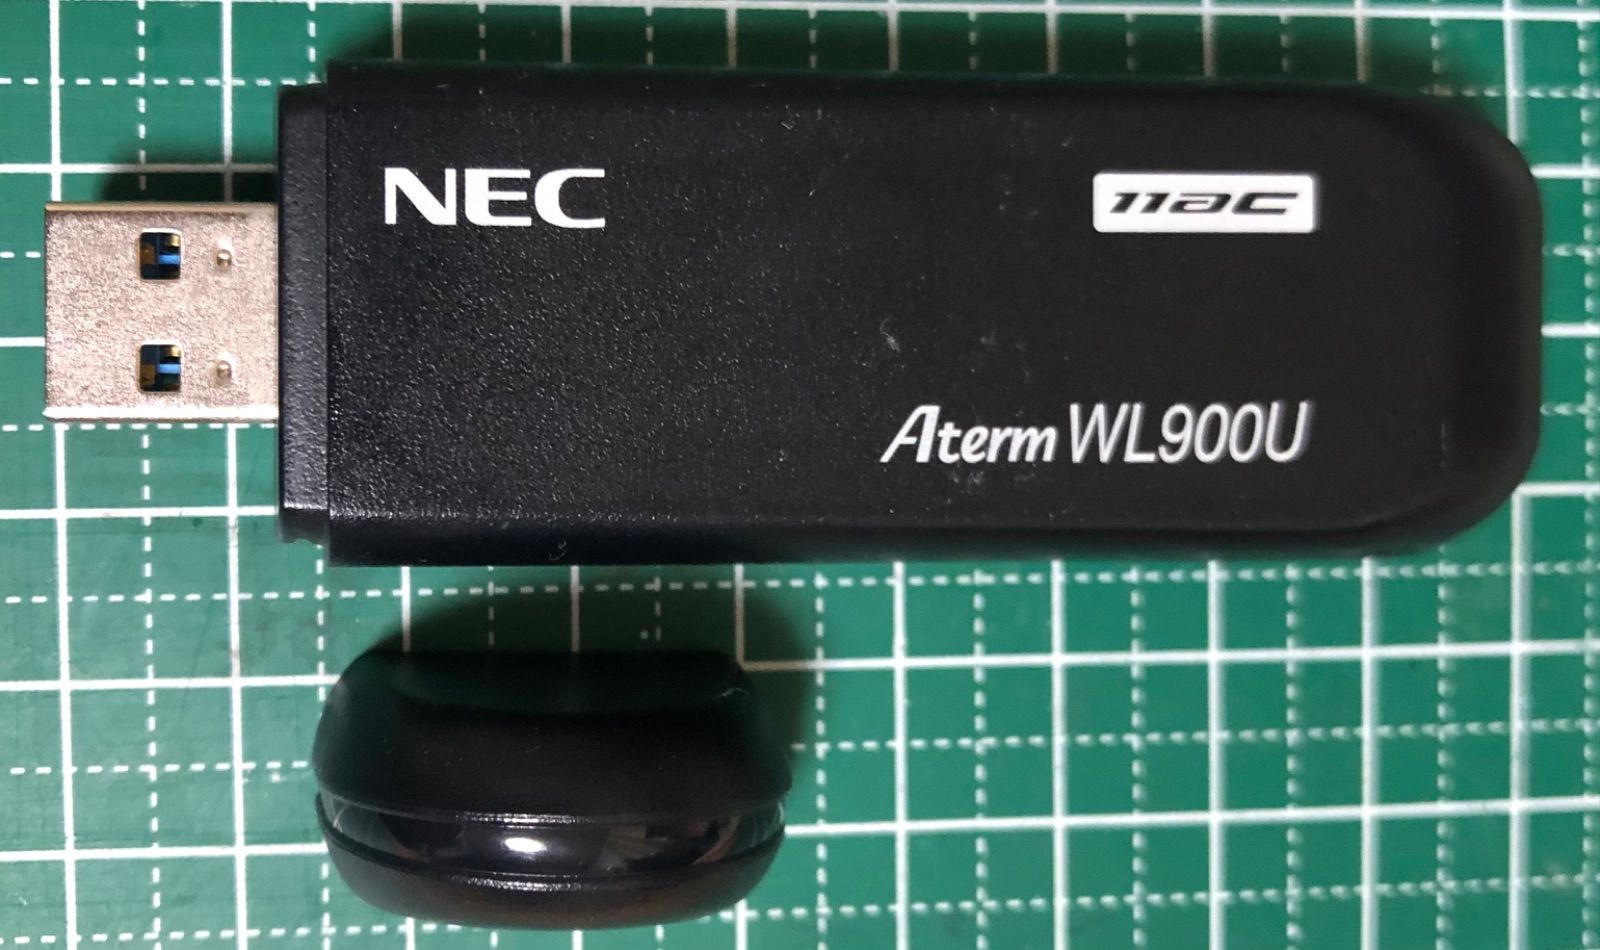 NEC
11ac
Aterm WL900U